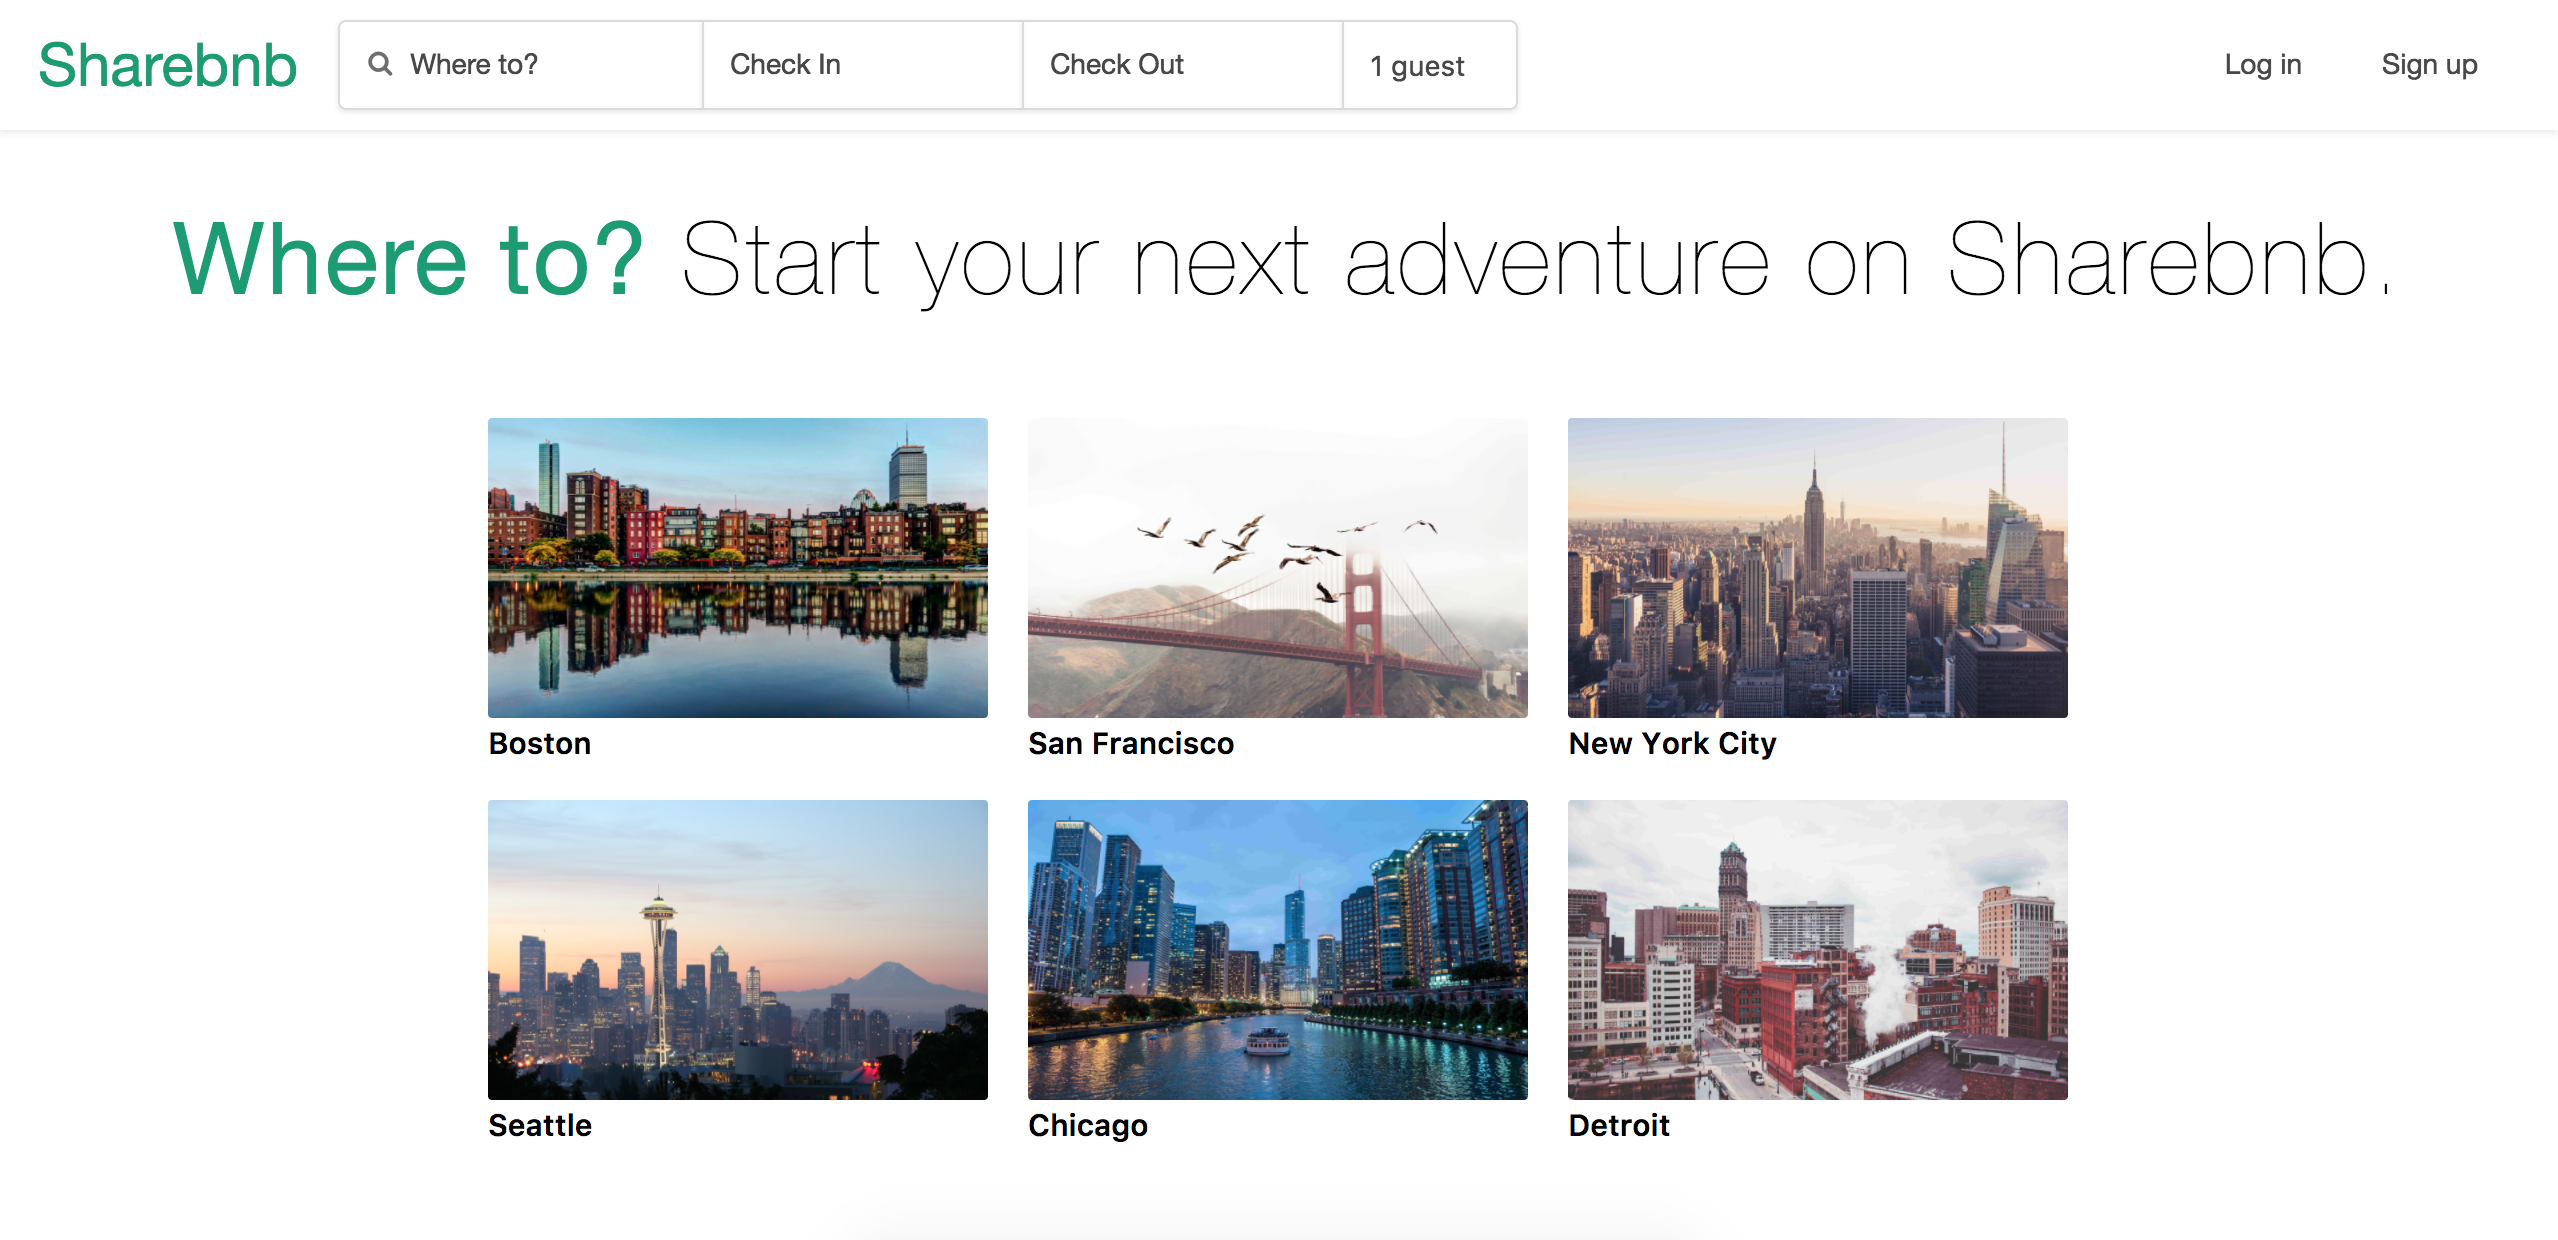 Sharebnb
Where to?
Check In
Check Out
1 guest
Log in
Sign up
Where to? Start your next adventure on Sharebnb.
Boston
San Francisco
New York City
Seattle
Chicago
Detroit